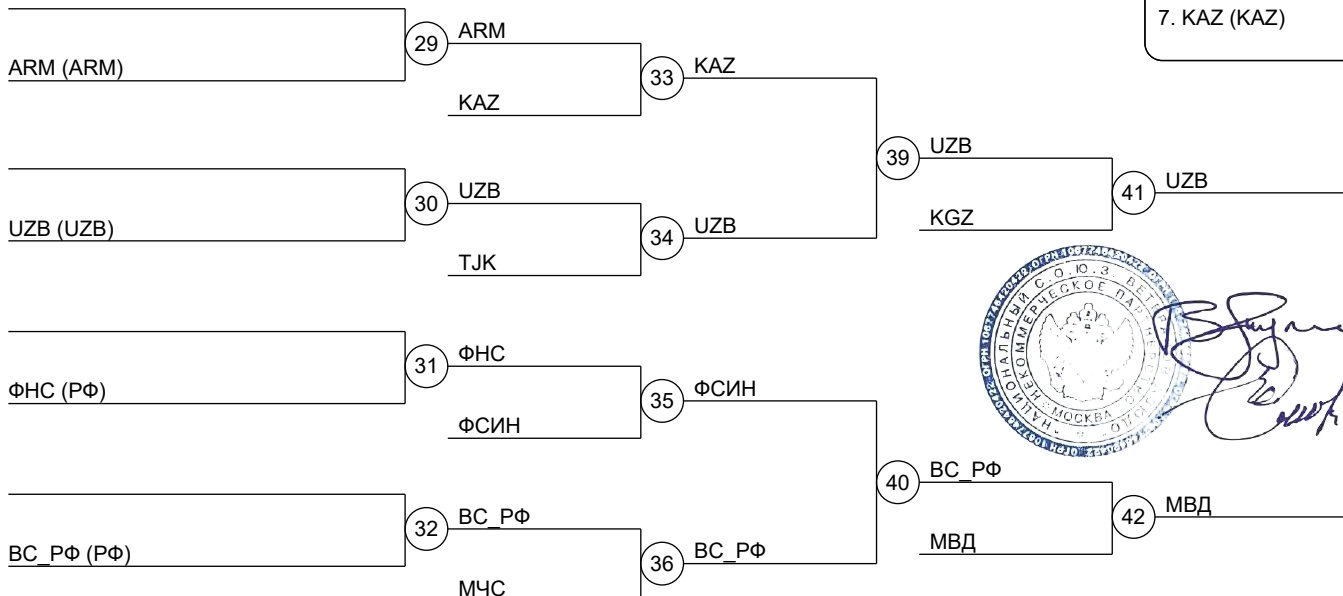 7. KAZ (KAZ)
ARM (ARM)
29
ARM
33
KAZ
KAZ
39
UZB
UZB (UZB)
30
UZB
34
UZB
TJK
KGZ
41
UZB
ФНС (РФ)
31
ФНС
35
ФСИН
ФСИН
40
ВС_РФ
ВС_РФ (РФ)
32
ВС_РФ
36
ВС_РФ
МЧС
МВД
42
МВД
НАЦИОНАЛЬНЫЙ С.О.Ю.З.
НЕКОММЕРЧЕСКОЕ
МОСКВА